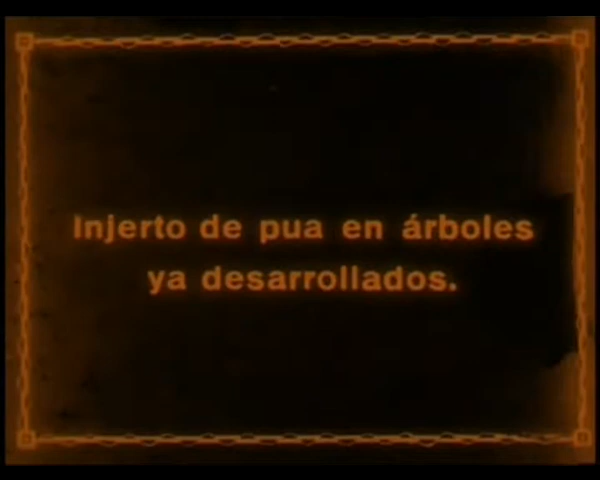 Injerto de pua en árboles
ya desarrollados.